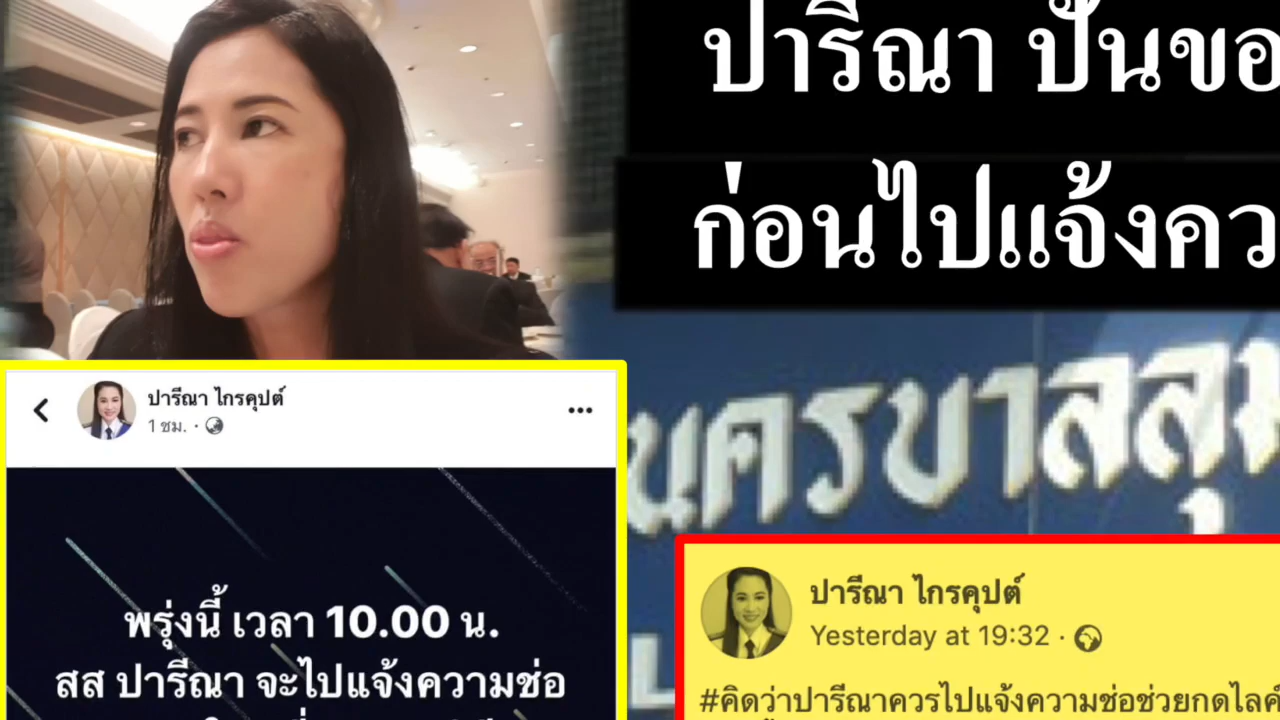 ปารีณา ปั่นขอ
ก่อนไปแจ้งคว
นครบาลลุม
ปารีณา ไกรคุปต์
1 ชม. ·
พรุ่งนี้ เวลา 10.00 น.
สส ปารีณา จะไปแจ้งความช่อ
ปารีณา ไกรคุปต์
Yesterday at 19:32 ·
#คิดว่าปารีณาควรไปแจ้งความช่อช่วยกดไลค์